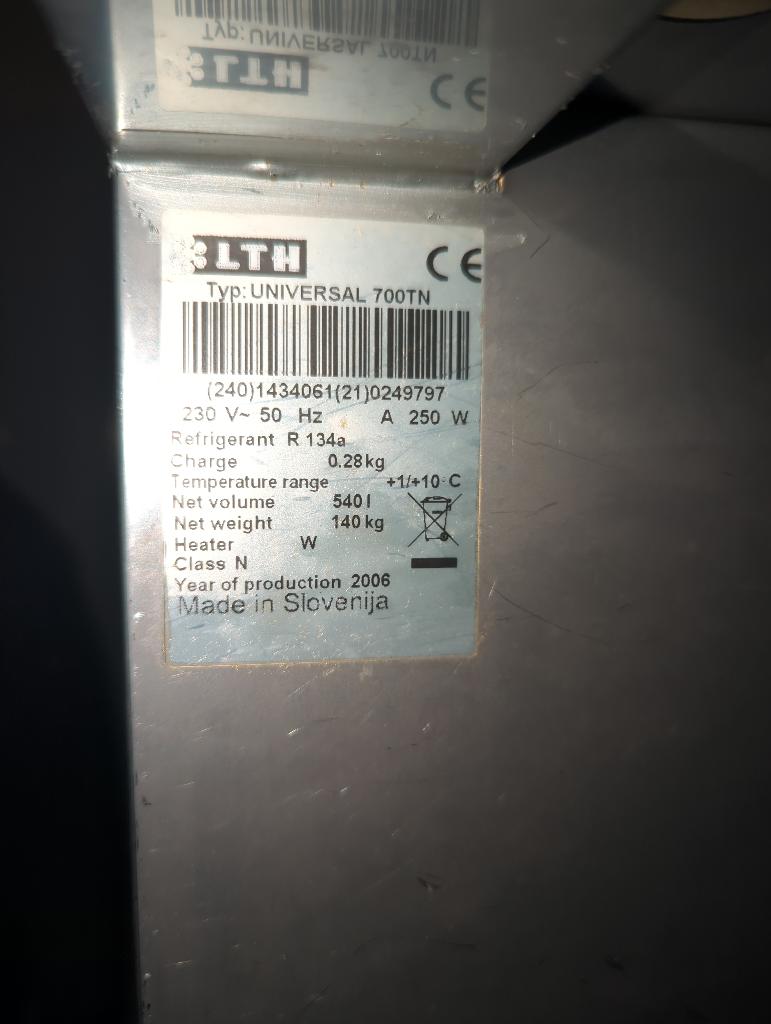 Typ: UNIVERSAL 700TN
LTH CE
LTH CE
Typ: UNIVERSAL 700TN
(240)1434061(21)0249797
230 V~ 50 Hz A 250 W
Refrigerant R 134a
Charge 0.28 kg
Temperature range +1/+10 C
Net volume 540 l
Net weight 140 kg
Heater W
Class N
Year of production 2006
Made in Slovenija